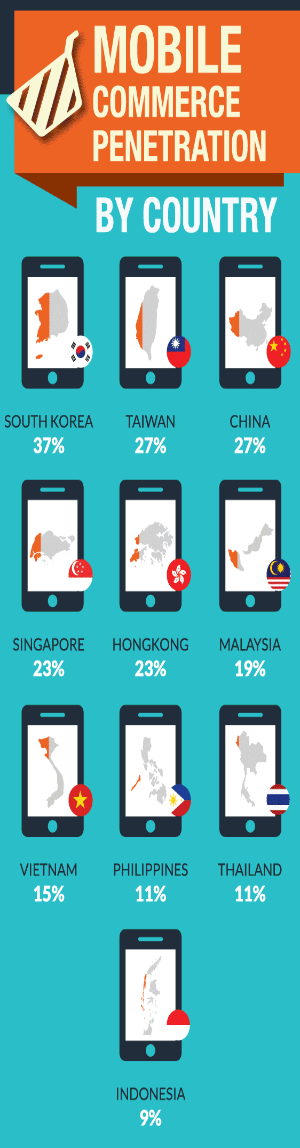 MOBILE
COMMERCE
PENETRATION
BY COUNTRY
SOUTH KOREA
37%
TAIWAN
27%
CHINA
27%
SINGAPORE
23%
HONGKONG
23%
MALAYSIA
19%
VIETNAM
15%
PHILIPPINES
11%
THAILAND
11%
INDONESIA
9%